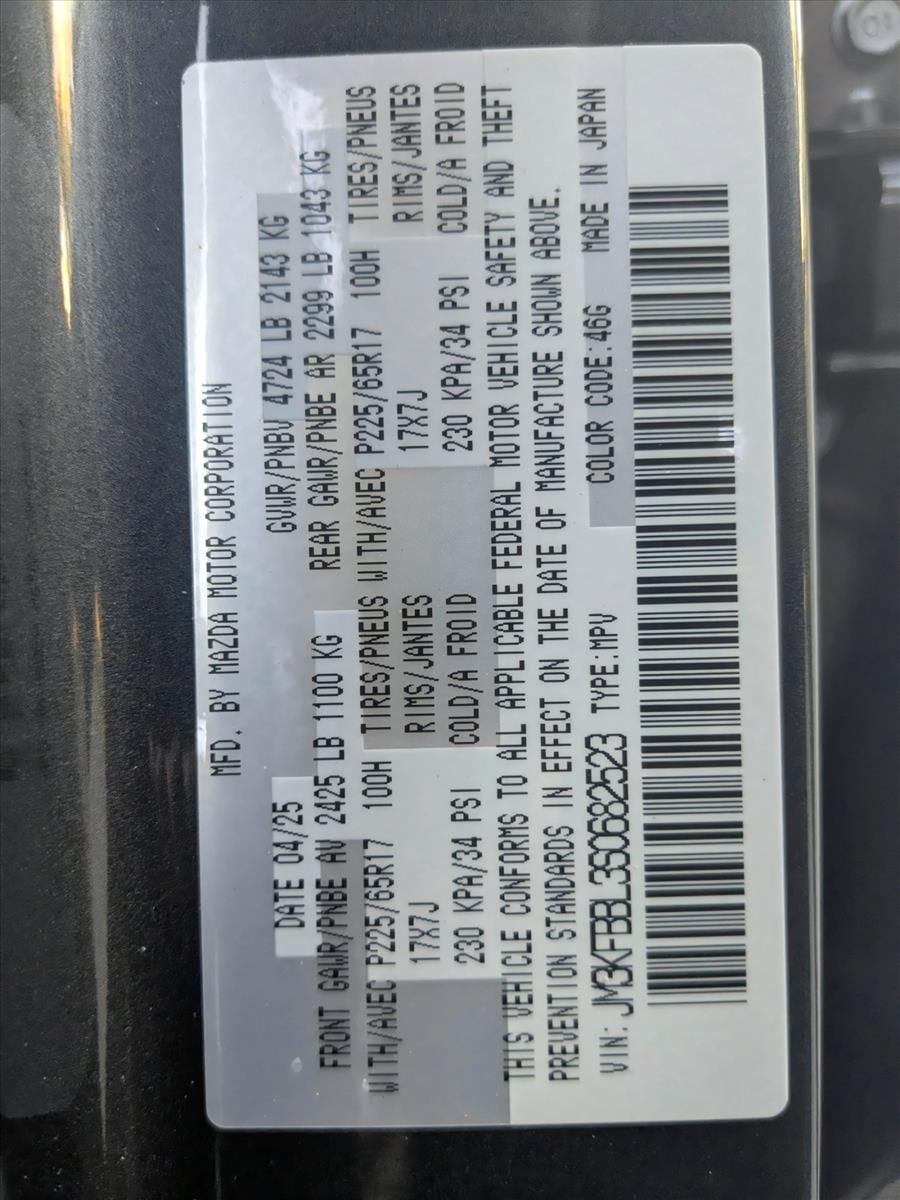 MFD. BY MAZDA MOTOR CORPORATION
DATE 04/25 GVWR/PNBV 4724 LB 2143 KG
FRONT GAWR/PNBE AV 2425 LB 1100 KG REAR GAWR/PNBE AR 2299 LB 1043 KG
WITH/AVEC P225/65R17 100H TIRES/PNEUS WITH/AVEC P225/65R17 100H TIRES/PNEUS
17X7J RIMS/JANTES 17X7J RIMS/JANTES
230 KPA/34 PSI COLD/A FROID 230 KPA/34 PSI COLD/A FROID
THIS VEHICLE CONFORMS TO ALL APPLICABLE FEDERAL MOTOR VEHICLE SAFETY AND THEFT
PREVENTION STANDARDS IN EFFECT ON THE DATE OF MANUFACTURE SHOWN ABOVE.
VIN: JM3KFBBL3S0682523 TYPE:MPV COLOR CODE:46G MADE IN JAPAN